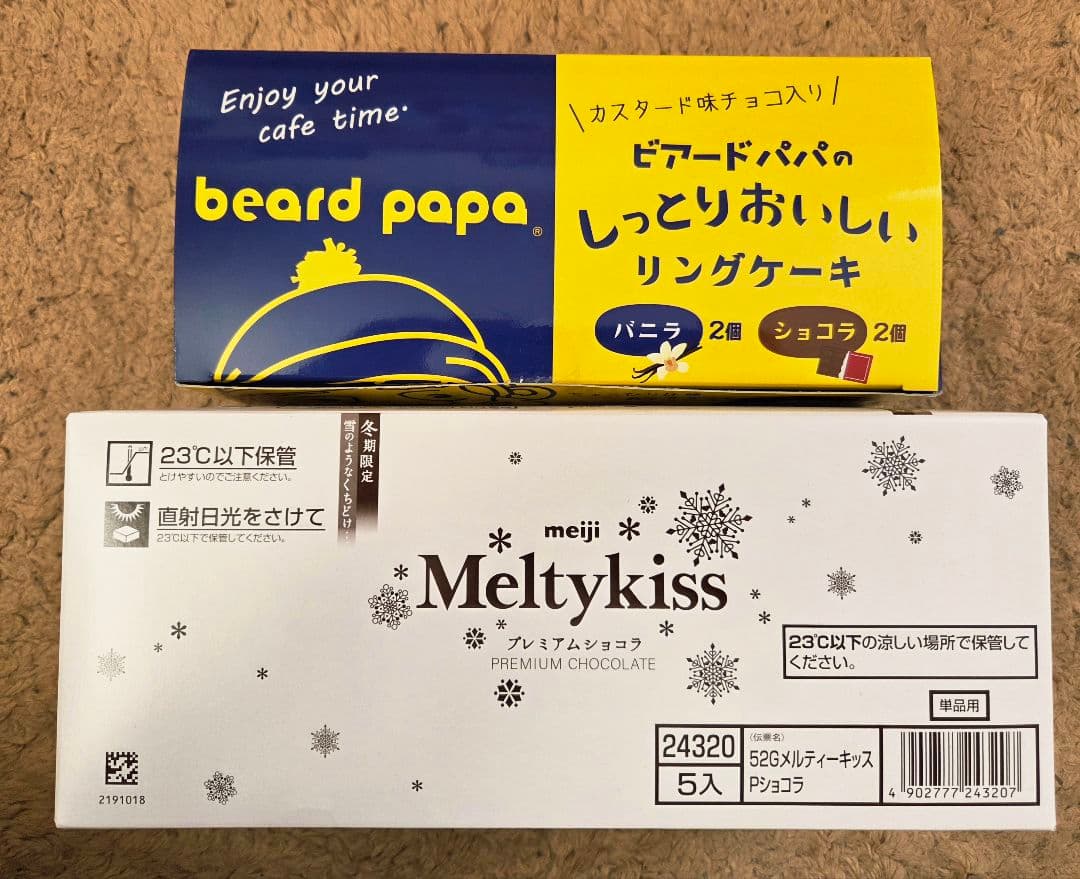 Enjoy your
cafe time.
beard papa®
カスタード味チョコ入り
ビアードパパの
しっとりおいしい
リングケーキ
バニラ 2個 ショコラ 2個
23℃以下保管
とけやすいのでご注意ください。
直射日光をさけて
23℃以下で保管してください。
冬期限定
雪のようなくちどけ…
meiji
Meltykiss
プレミアムショコラ
PREMIUM CHOCOLATE
23℃以下の涼しい場所で保管して
ください。
単品用
24320
5入
(伝票名)
52Gメルティーキッス
Pショコラ
4 902777 243207
2191018